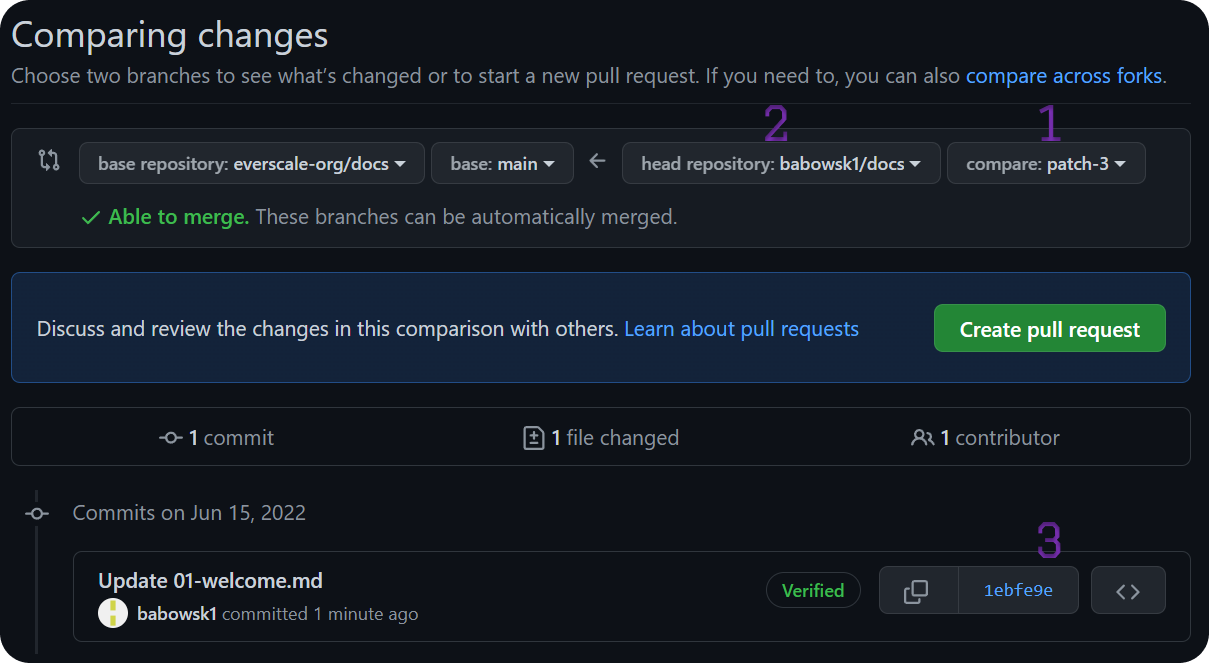 Comparing changes
Choose two branches to see what's changed or to start a new pull request. If you need to, you can also compare across forks.
2 1
base repository: everscale-org/docs base: main head repository: babowsk1/docs compare: patch-3
Able to merge. These branches can be automatically merged.
Discuss and review the changes in this comparison with others. Learn about pull requests Create pull request
1 commit 1 file changed 1 contributor
Commits on Jun 15, 2022
3
Update 01-welcome.md
Verified 1ebfe9e
babowsk1 committed 1 minute ago